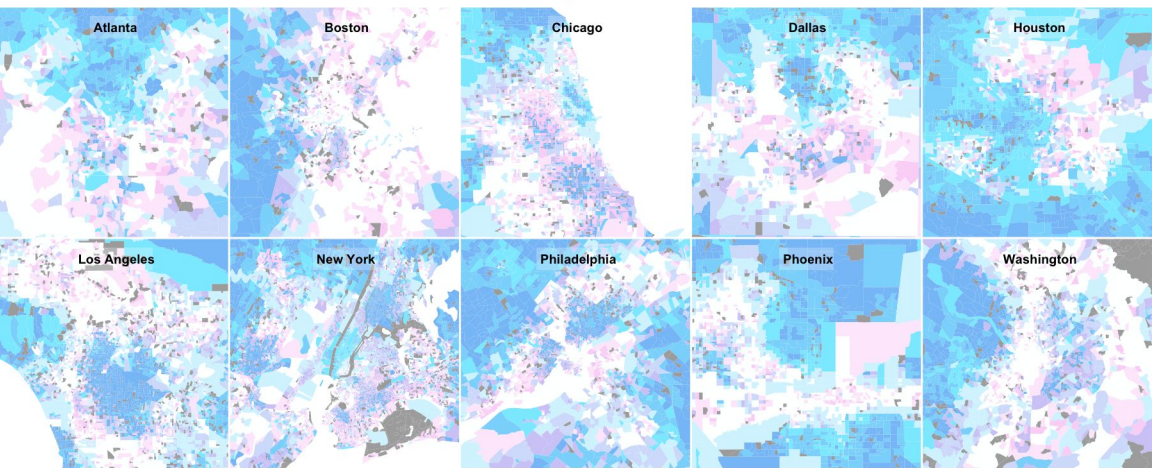 Atlanta
Boston
Chicago
Dallas
Houston
Los Angeles
New York
Philadelphia
Phoenix
Washington